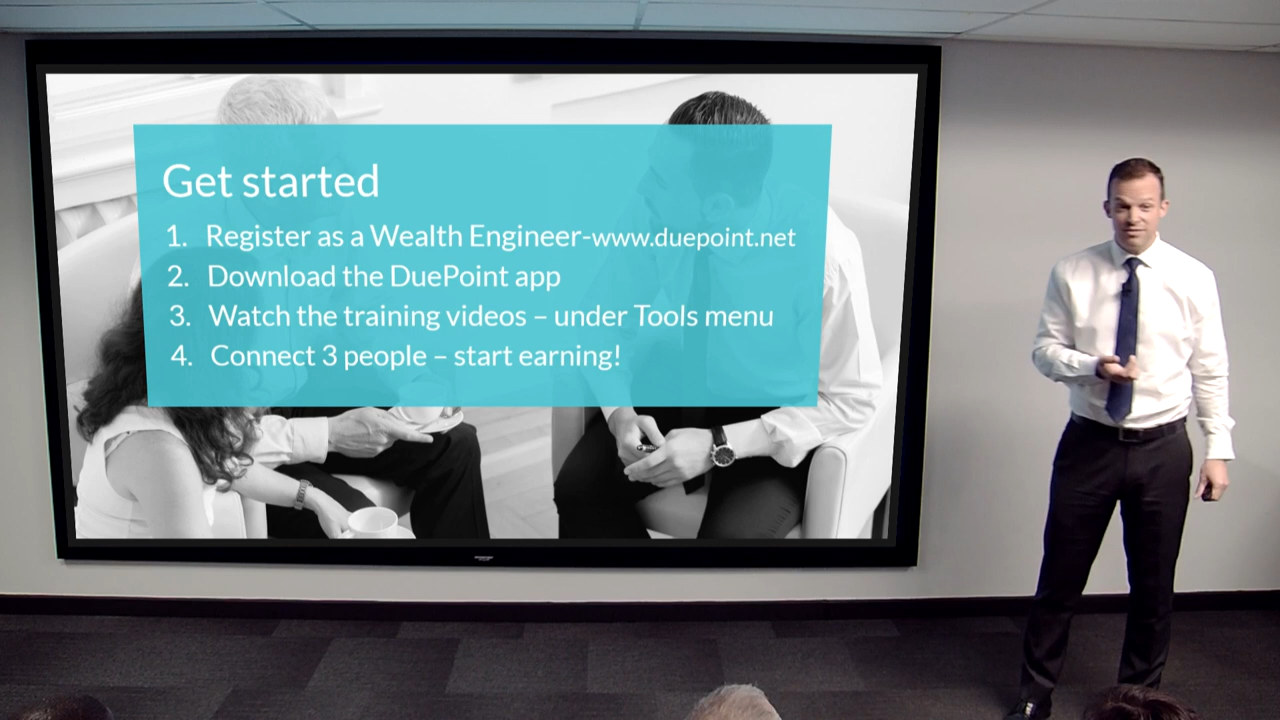 Get started
1. Register as a Wealth Engineer-www.duepoint.net
2. Download the DuePoint app
3. Watch the training videos – under Tools menu
4. Connect 3 people – start earning!